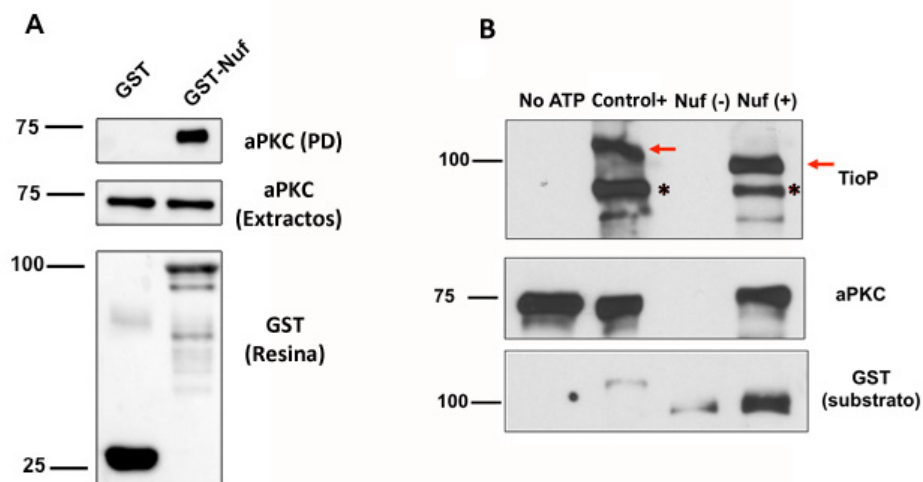 A
GST
GST-Nuf
75
aPKC (PD)
75
aPKC
(Extractos)
100
GST
(Resina)
25
B
No ATP Control+ Nuf (-) Nuf (+)
100
*
*
TioP
75
aPKC
100
GST
(substrato)